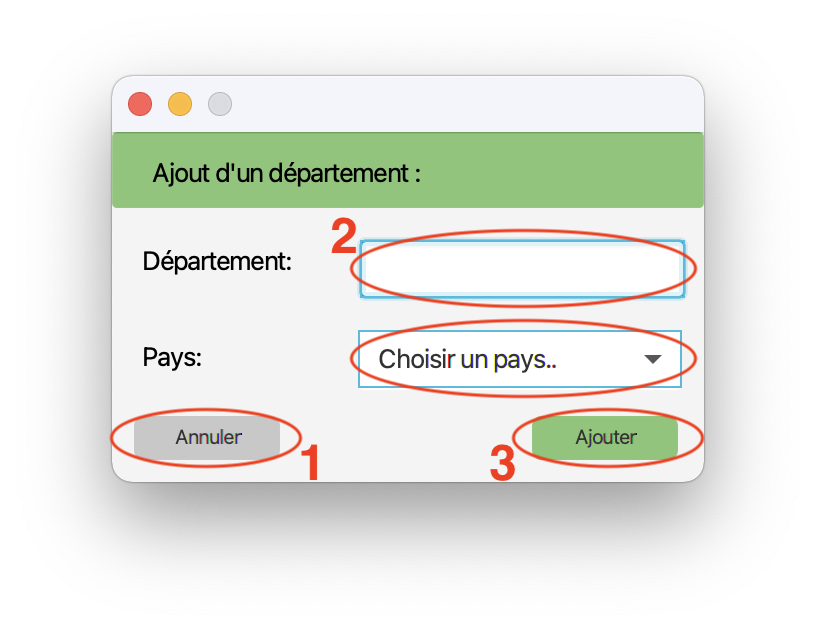 Ajout d'un département :
2
Département:
Pays:
Choisir un pays..
Annuler
1
3
Ajouter